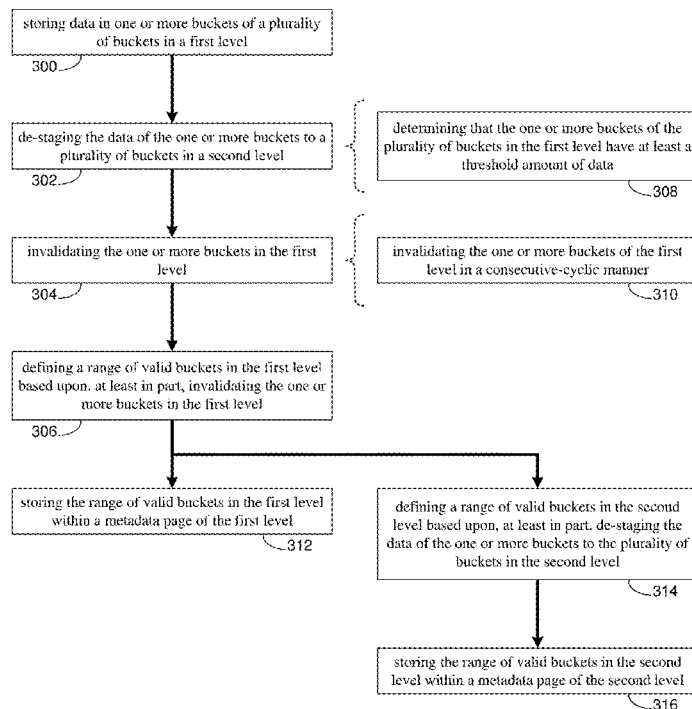 storing data in one or more buckets of a plurality
of buckets in a first level
300
de-staging the data of the one or more buckets to a
plurality of buckets in a second level
302
determining that the one or more buckets of the
plurality of buckets in the first level have at least a
threshold amount of data
308
invalidating the one or more buckets in the first
level
304
invalidating the one or more buckets of the first
level in a consecutive-cyclic manner
310
defining a range of valid buckets in the first level
based upon, at least in part, invalidating the one or
more buckets in the first level
306
storing the range of valid buckets in the first level
within a metadata page of the first level
312
defining a range of valid buckets in the second
level based upon, at least in part, de-staging the
data of the one or more buckets to the plurality of
buckets in the second level
314
storing the range of valid buckets in the second
level within a metadata page of the second level
316